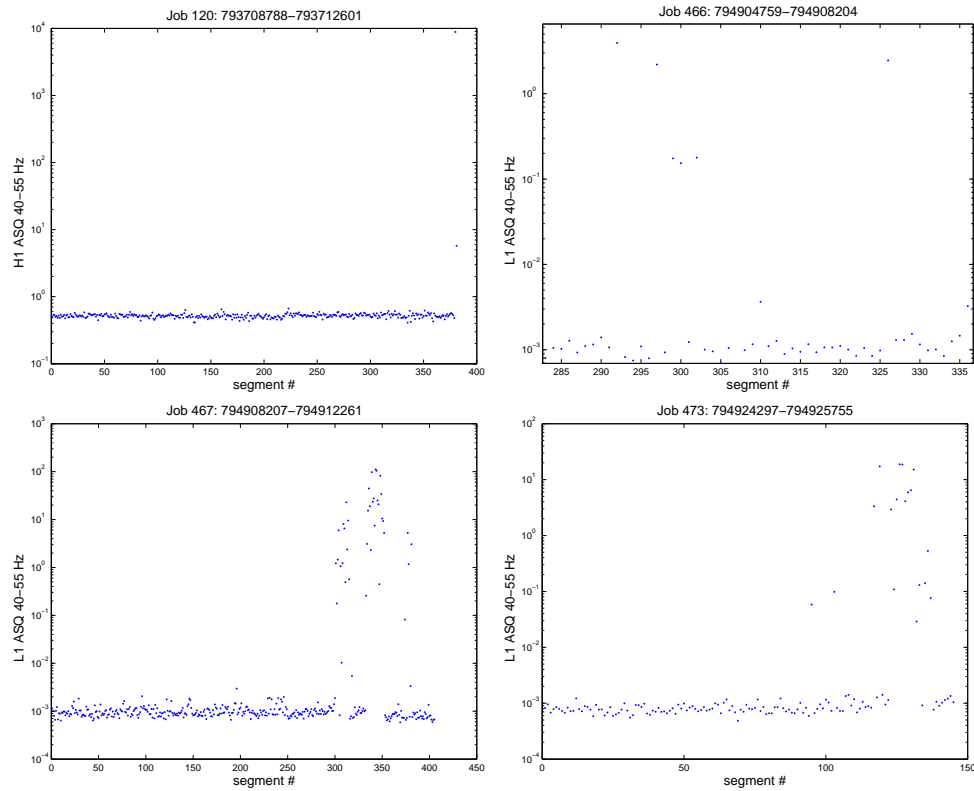 Job 120: 793708788−793712601
10^4
10^3
10^2
10^1
10^0
10^−1
H1 ASQ 40−55 Hz
0 50 100 150 200 250 300 350 400
segment #
Job 466: 794904759−794908204
10^0
10^−1
10^−2
10^−3
L1 ASQ 40−55 Hz
285 290 295 300 305 310 315 320 325 330 335
segment #
Job 467: 794908207−794912261
10^3
10^2
10^1
10^0
10^−1
10^−2
10^−3
10^−4
L1 ASQ 40−55 Hz
0 50 100 150 200 250 300 350 400 450
segment #
Job 473: 794924297−794925755
10^2
10^1
10^0
10^−1
10^−2
10^−3
10^−4
L1 ASQ 40−55 Hz
0 50 100 150
segment #